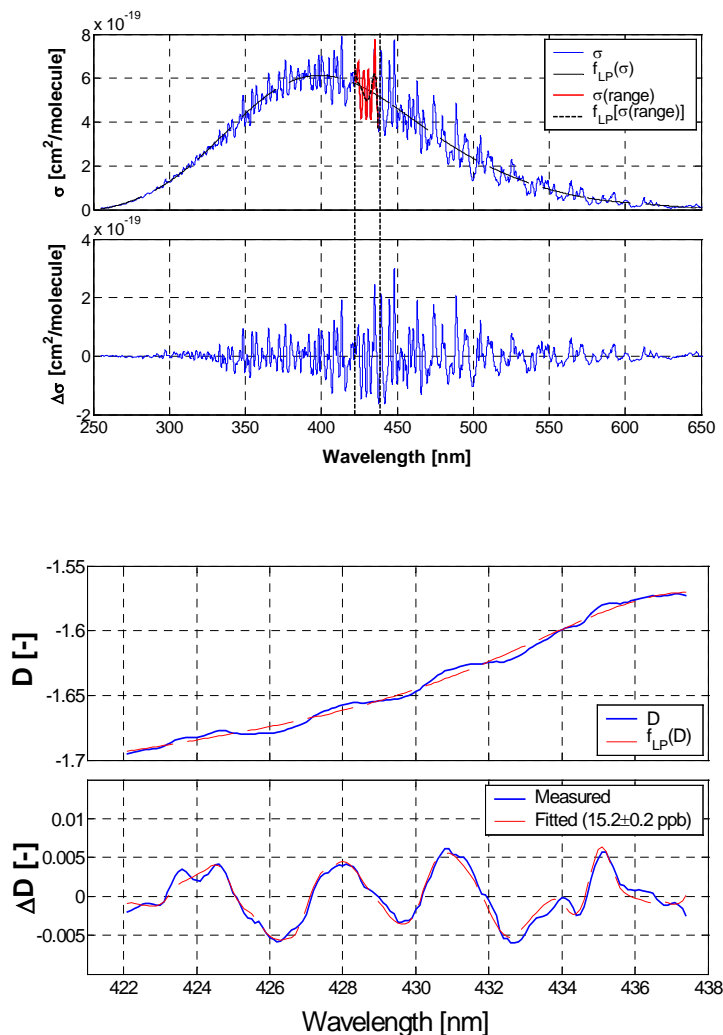 x 10^-19
8
6
4
2
0
σ [cm²/molecule]
σ
f_LP(σ)
σ(range)
f_LP[σ(range)]
x 10^-19
4
2
0
-2
Δσ [cm²/molecule]
250 300 350 400 450 500 550 600 650
Wavelength [nm]
-1.55
-1.6
-1.65
-1.7
D [-]
D
f_LP(D)
0.01
0.005
0
-0.005
ΔD [-]
Measured
Fitted (15.2±0.2 ppb)
422 424 426 428 430 432 434 436 438
Wavelength [nm]